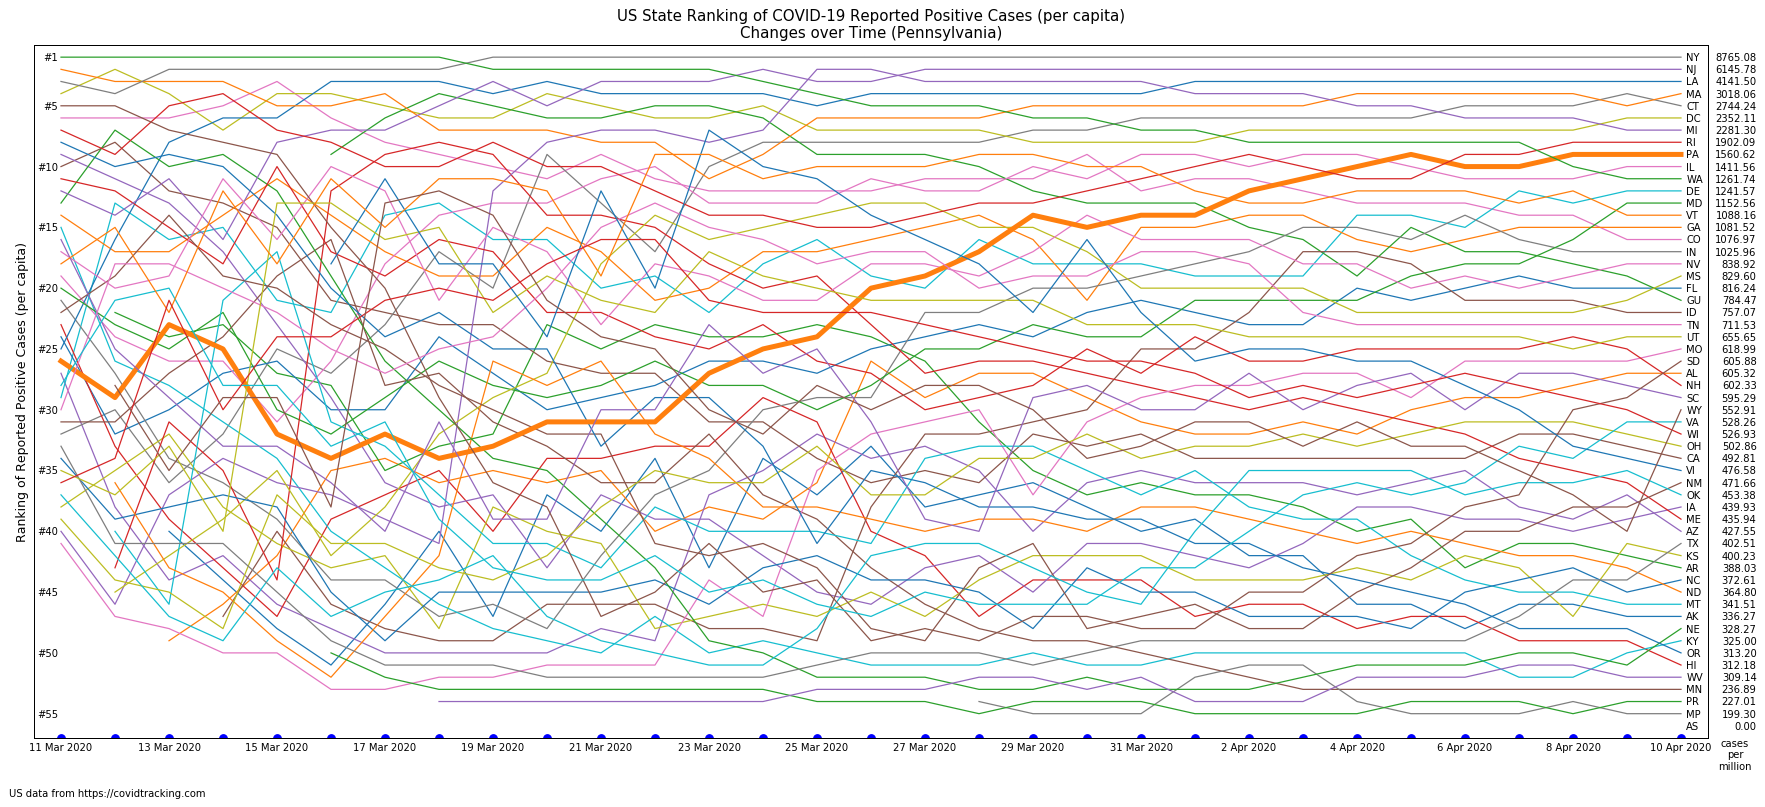 US State Ranking of COVID-19 Reported Positive Cases (per capita)
Changes over Time (Pennsylvania)
Ranking of Reported Positive Cases (per capita)
#1
#5
#10
#15
#20
#25
#30
#35
#40
#45
#50
#55
NY 8765.08
NJ 6145.78
LA 4141.50
MA 3018.06
CT 2744.24
DC 2352.11
MI 2281.30
RI 1902.09
PA 1560.62
IL 1411.56
WA 1261.74
DE 1241.57
MD 1152.56
VT 1088.16
GA 1081.52
CO 1076.97
IN 1025.96
NV 838.92
MS 829.60
FL 816.24
GU 784.47
ID 757.07
TN 711.53
UT 655.65
MO 618.99
SD 605.88
AL 605.32
NH 602.33
SC 595.29
WY 552.91
VA 528.26
WI 526.93
OH 502.86
CA 492.81
VI 476.58
NM 471.66
OK 453.38
IA 439.93
ME 435.94
AZ 427.55
TX 402.51
KS 400.23
AR 388.03
NC 372.61
ND 364.80
MT 341.51
AK 336.27
NE 328.27
KY 325.00
OR 313.20
HI 312.18
WV 309.14
MN 236.89
PR 227.01
MP 199.30
AS 0.00
11 Mar 2020
13 Mar 2020
15 Mar 2020
17 Mar 2020
19 Mar 2020
21 Mar 2020
23 Mar 2020
25 Mar 2020
27 Mar 2020
29 Mar 2020
31 Mar 2020
2 Apr 2020
4 Apr 2020
6 Apr 2020
8 Apr 2020
10 Apr 2020
cases
per
million
US data from https://covidtracking.com